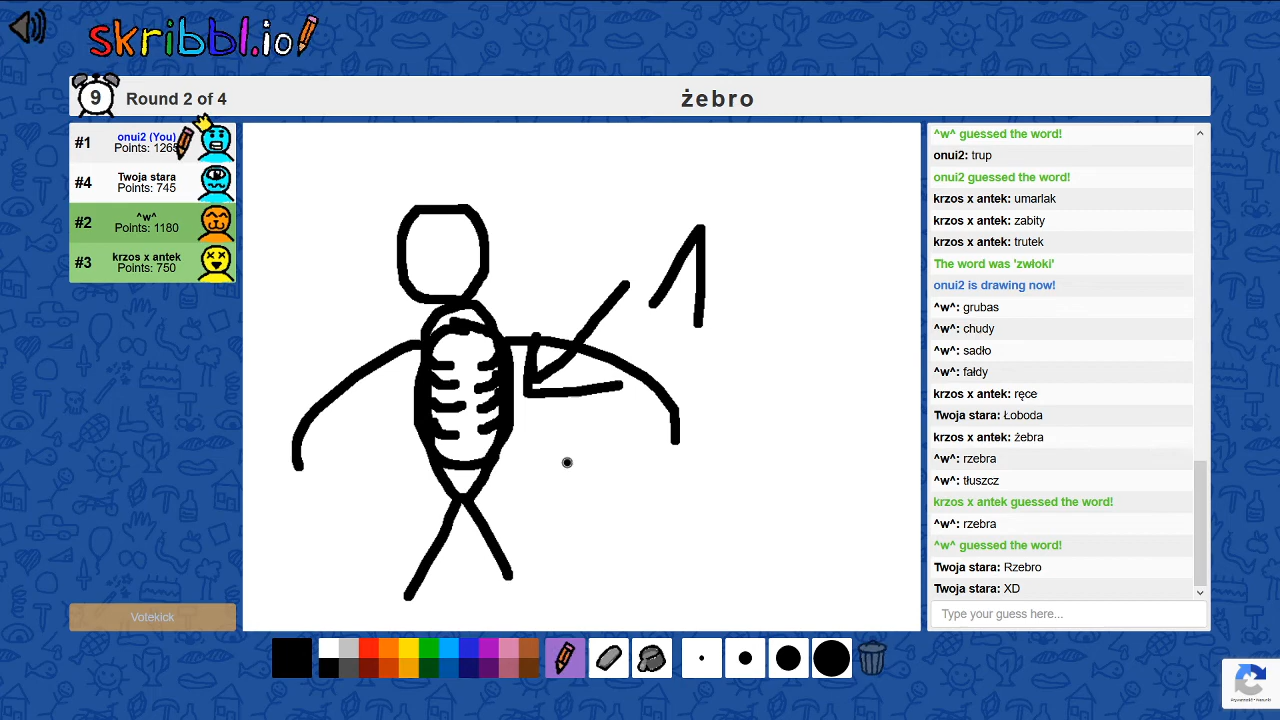 skribbl.io
9
Round 2 of 4
żebro
#1
onui2 (You)
Points: 1265
#4
Twoja stara
Points: 745
#2
^w^
Points: 1180
#3
krzos x antek
Points: 750
Votekick
1
^w^ guessed the word!
onui2: trup
onui2 guessed the word!
krzos x antek: umarlak
krzos x antek: zabity
krzos x antek: trutek
The word was 'zwłoki'
onui2 is drawing now!
^w^: grubas
^w^: chudy
^w^: sadło
^w^: fałdy
krzos x antek: ręce
Twoja stara: Łoboda
krzos x antek: żebra
^w^: rzebra
^w^: tłuszcz
krzos x antek guessed the word!
^w^: rzebra
^w^ guessed the word!
Twoja stara: Rzebro
Twoja stara: XD
Type your guess here...